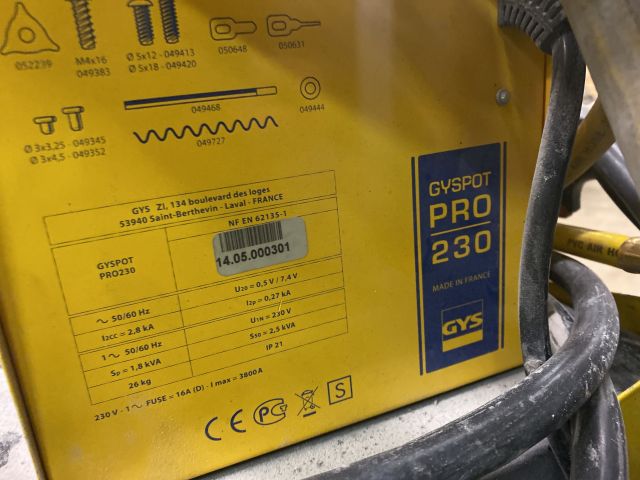 052239
M4x16
049383
Ø 5x12 - 049413
Ø 5x18 - 049420
050648
050631
Ø 3x3,25 - 049345
Ø 3x4,5 - 049352
049468
049444
049727
GYS ZI, 134 boulevard des loges
53940 Saint-Berthevin - Laval - FRANCE
GYSPOT
PRO230
NF EN 62135-1
14.05.000301
50/60 Hz
U20 = 0,5 V / 7,4 V
I2CC = 2,8 kA
I2p = 0,27 kA
1 ~ 50/60 Hz
U1N = 230 V
Sp = 1,8 kVA
S50 = 2,5 kVA
26 kg
IP 21
230 V - 1 ~ FUSE = 16A (D) - I max = 3800A
CE
S
GYSPOT
PRO
230
MADE IN FRANCE
GYS
PVC AIR H